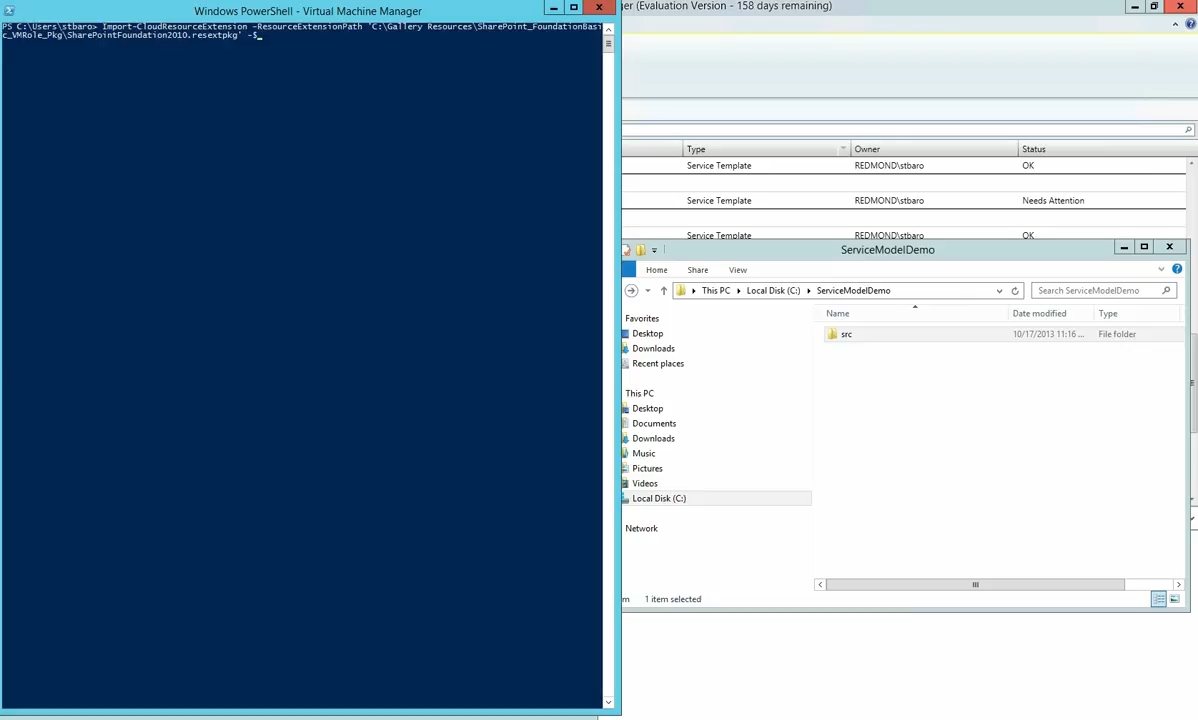 Windows PowerShell - Virtual Machine Manager
PS C:\Users\stbaro> Import-CloudResourceExtension -ResourceExtensionPath 'C:\Gallery Resources\SharePoint_FoundationBasi
c_VMRole_Pkg\SharePointFoundation2010.resextpkg' -$_
ger (Evaluation Version - 158 days remaining)
Type Owner Status
Service Template REDMOND\stbaro OK
Service Template REDMOND\stbaro Needs Attention
Service Template REDMOND\stbaro OK
ServiceModelDemo
Home Share View
This PC Local Disk (C:) ServiceModelDemo Search ServiceModelDemo
Name Date modified Type
src 10/17/2013 11:16 ... File folder
Favorites
Desktop
Downloads
Recent places
This PC
Desktop
Documents
Downloads
Music
Pictures
Videos
Local Disk (C:)
Network
m 1 item selected